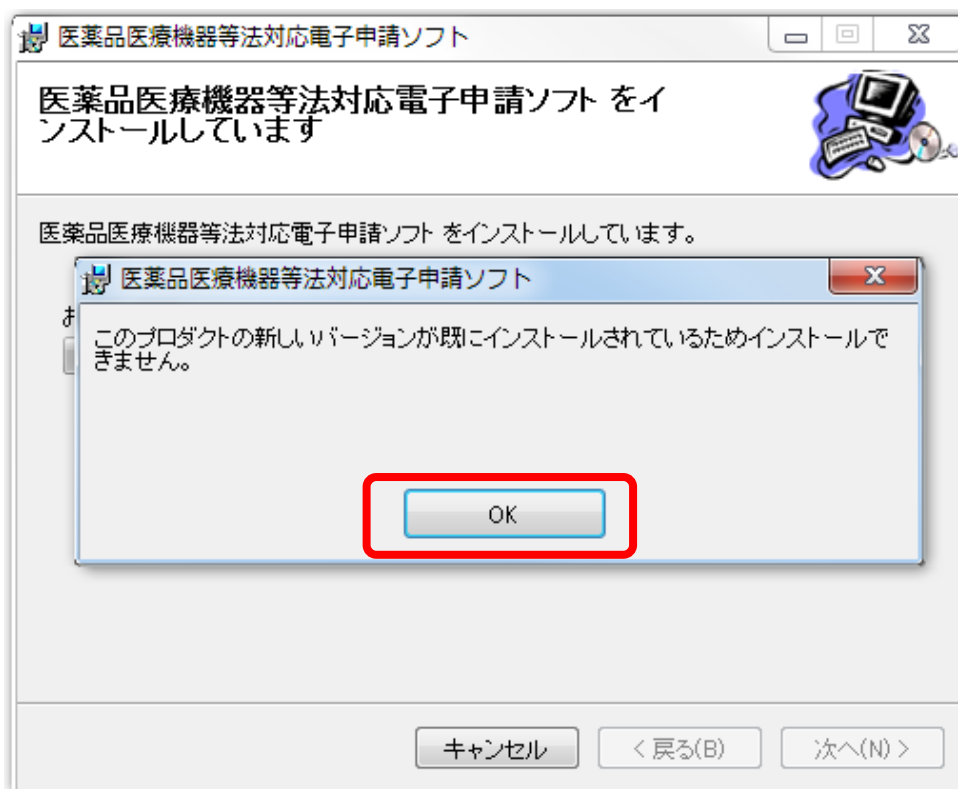 医薬品医療機器等法対応電子申請ソフト
医薬品医療機器等法対応電子申請ソフト をイ
ンストールしています
医薬品医療機器等法対応電子申請ソフト をインストールしています。
医薬品医療機器等法対応電子申請ソフト
お
このプロダクトの新しいバージョンが既にインストールされているためインストールで
きません。
OK
キャンセル
< 戻る(B)
次へ(N) >